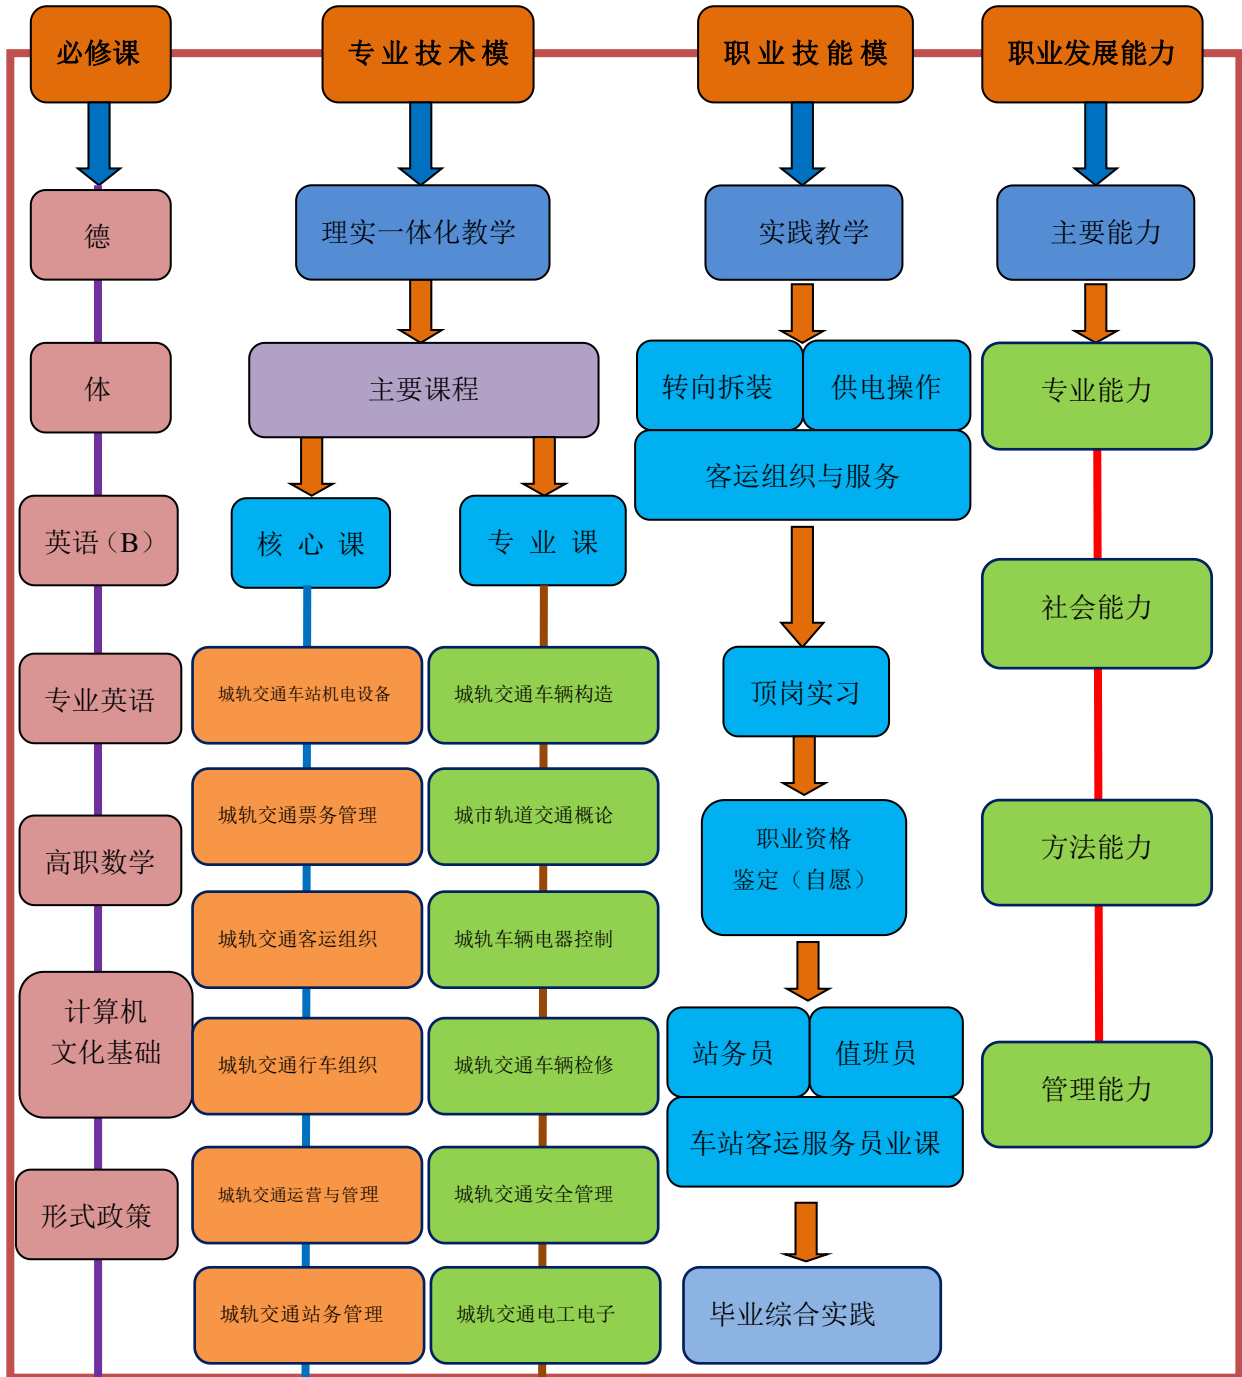 必修课
专业技术模
职业技能模
职业发展能力
德
理实一体化教学
实践教学
主要能力
体
主要课程
转向拆装
供电操作
专业能力
客运组织与服务
英语（B）
核心课
专业课
社会能力
专业英语
城轨交通车站机电设备
城轨交通车辆构造
顶岗实习
高职数学
城轨交通票务管理
城市轨道交通概论
职业资格
鉴定（自愿）
方法能力
城轨交通客运组织
城轨车辆电器控制
计算机
文化基础
城轨交通行车组织
城轨交通车辆检修
站务员
值班员
管理能力
车站客运服务员业课
形式政策
城轨交通运营与管理
城轨交通安全管理
城轨交通站务管理
城轨交通电工电子
毕业综合实践